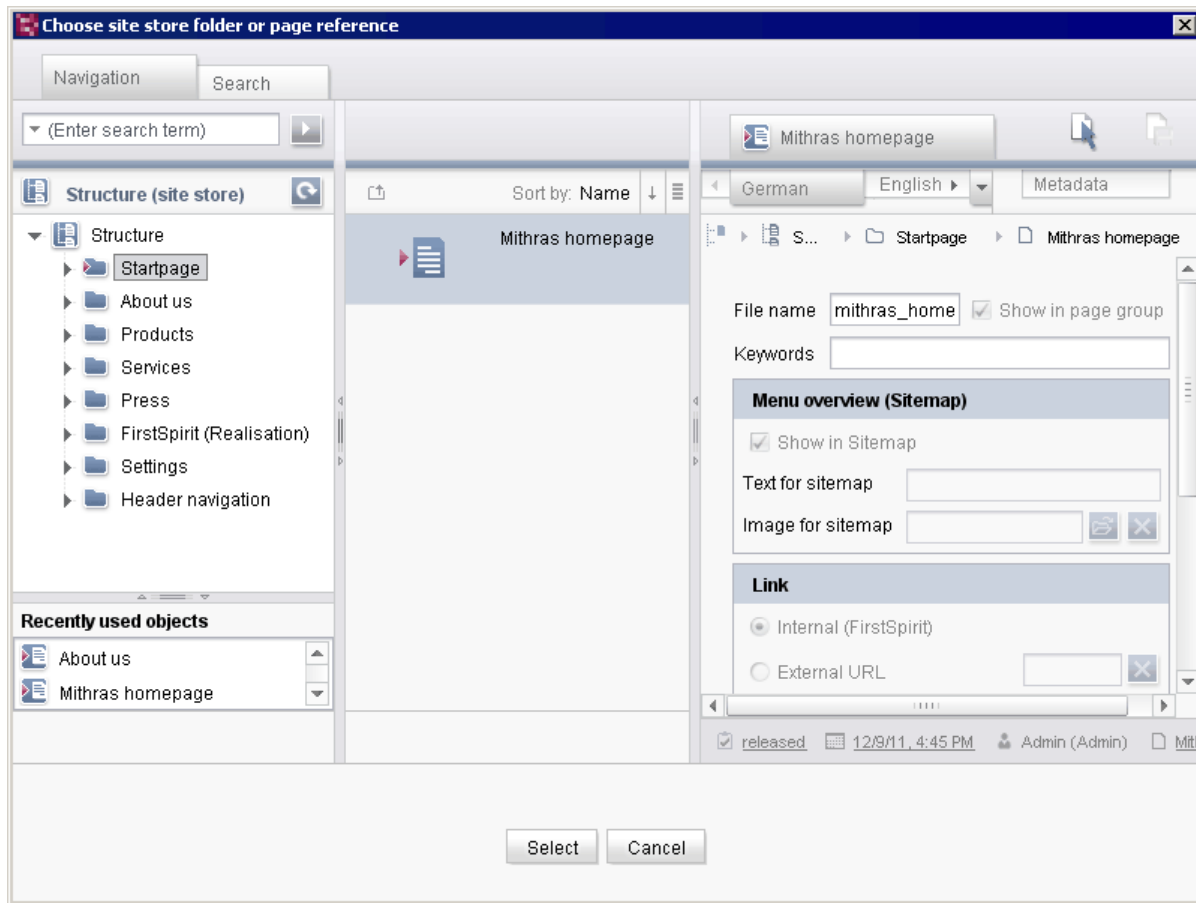 Choose site store folder or page reference
Navigation
Search
(Enter search term)
Structure (site store)
Structure
Startpage
About us
Products
Services
Press
FirstSpirit (Realisation)
Settings
Header navigation
Recently used objects
About us
Mithras homepage
Sort by: Name
Mithras homepage
Mithras homepage
German
English
Metadata
S... Startpage Mithras homepage
File name mithras_home Show in page group
Keywords
Menu overview (Sitemap)
Show in Sitemap
Text for sitemap
Image for sitemap
Link
Internal (FirstSpirit)
External URL
released 12/9/11, 4:45 PM Admin (Admin)
Select Cancel